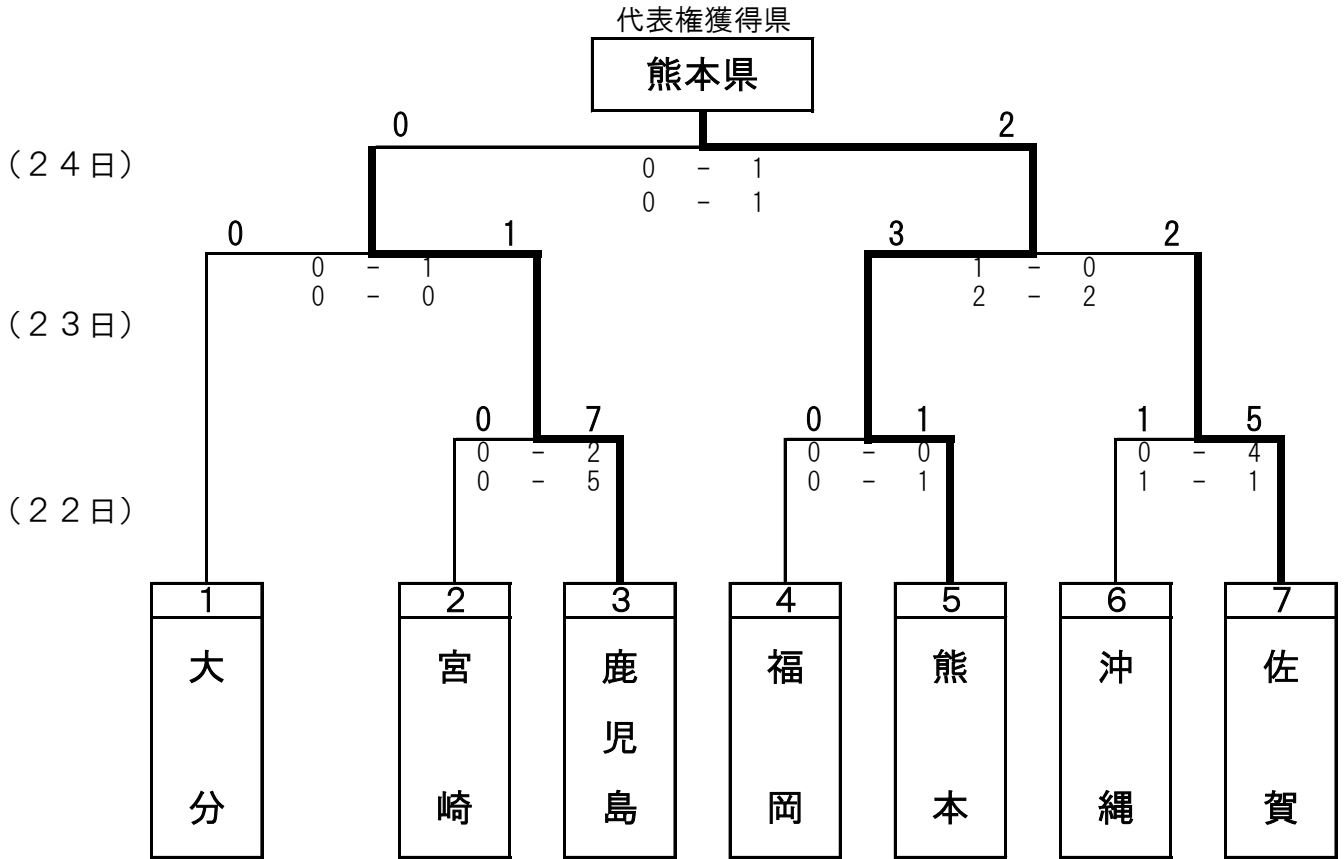 代表権獲得県
熊本県
0 2
(24日)
0 - 1
0 - 1
0 1 3 2
0 - 1 1 - 0
0 - 0 2 - 2
(23日)
0 7 0 1 1 5
0 - 2 0 - 0 0 - 4
0 - 5 0 - 1 1 - 1
(22日)
1 2 3 4 5 6 7
大分
宮崎
鹿児島
福岡
熊本
沖縄
佐賀